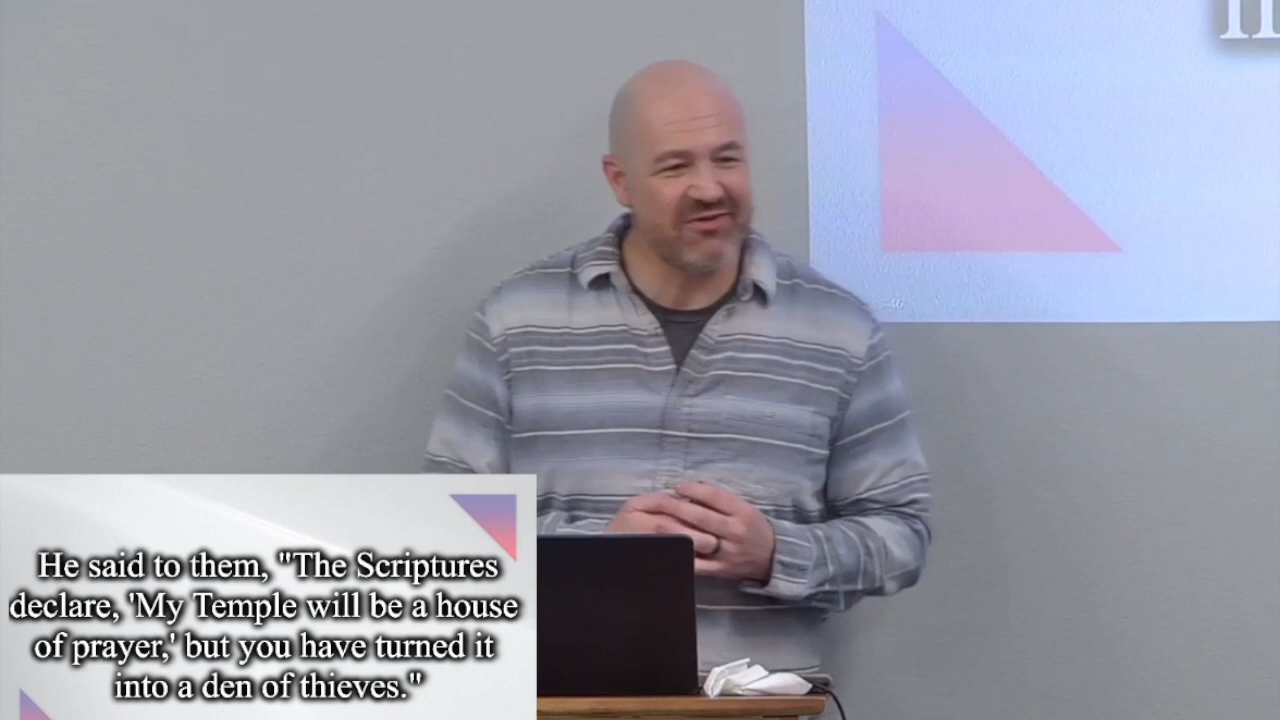 He said to them, "The Scriptures
declare, 'My Temple will be a house
of prayer,' but you have turned it
into a den of thieves."